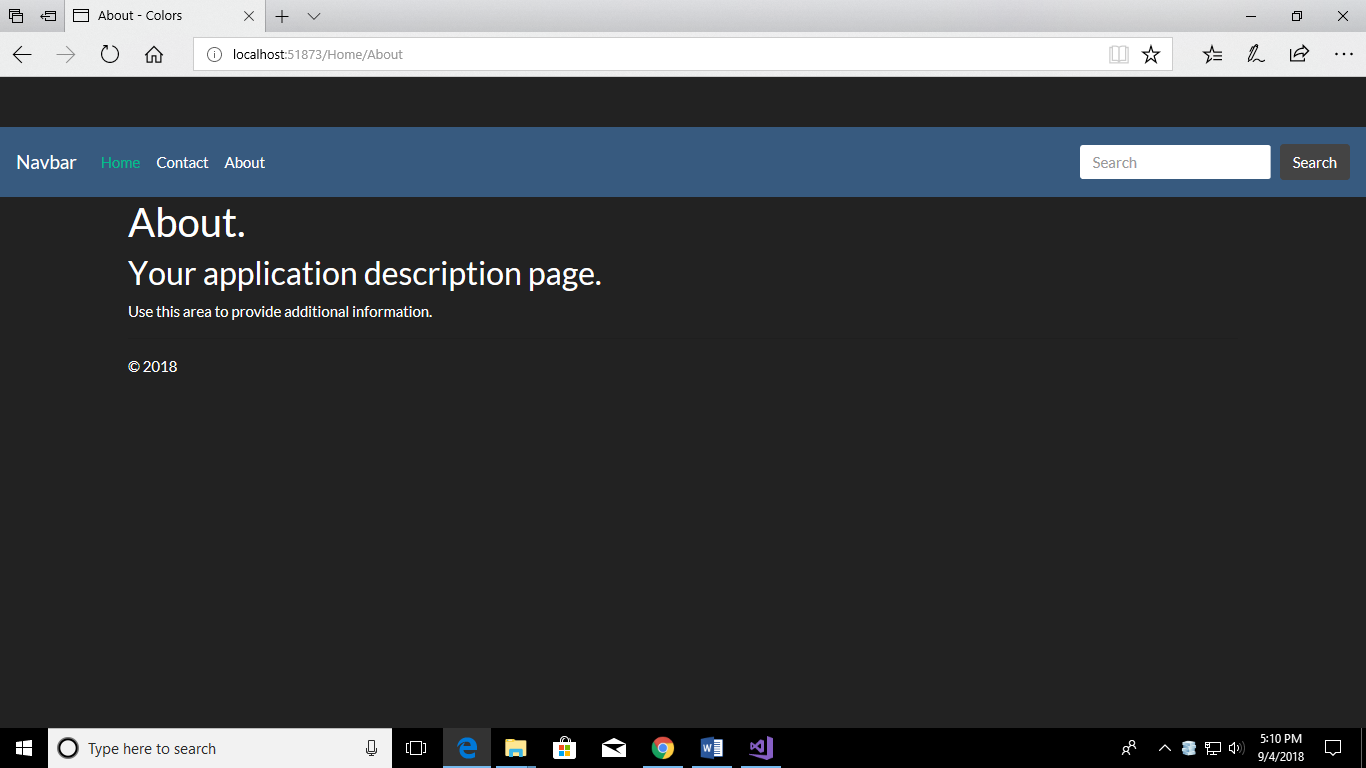 About - Colors
localhost:51873/Home/About
Navbar Home Contact About Search Search
About.
Your application description page.
Use this area to provide additional information.
© 2018
Type here to search
5:10 PM
9/4/2018